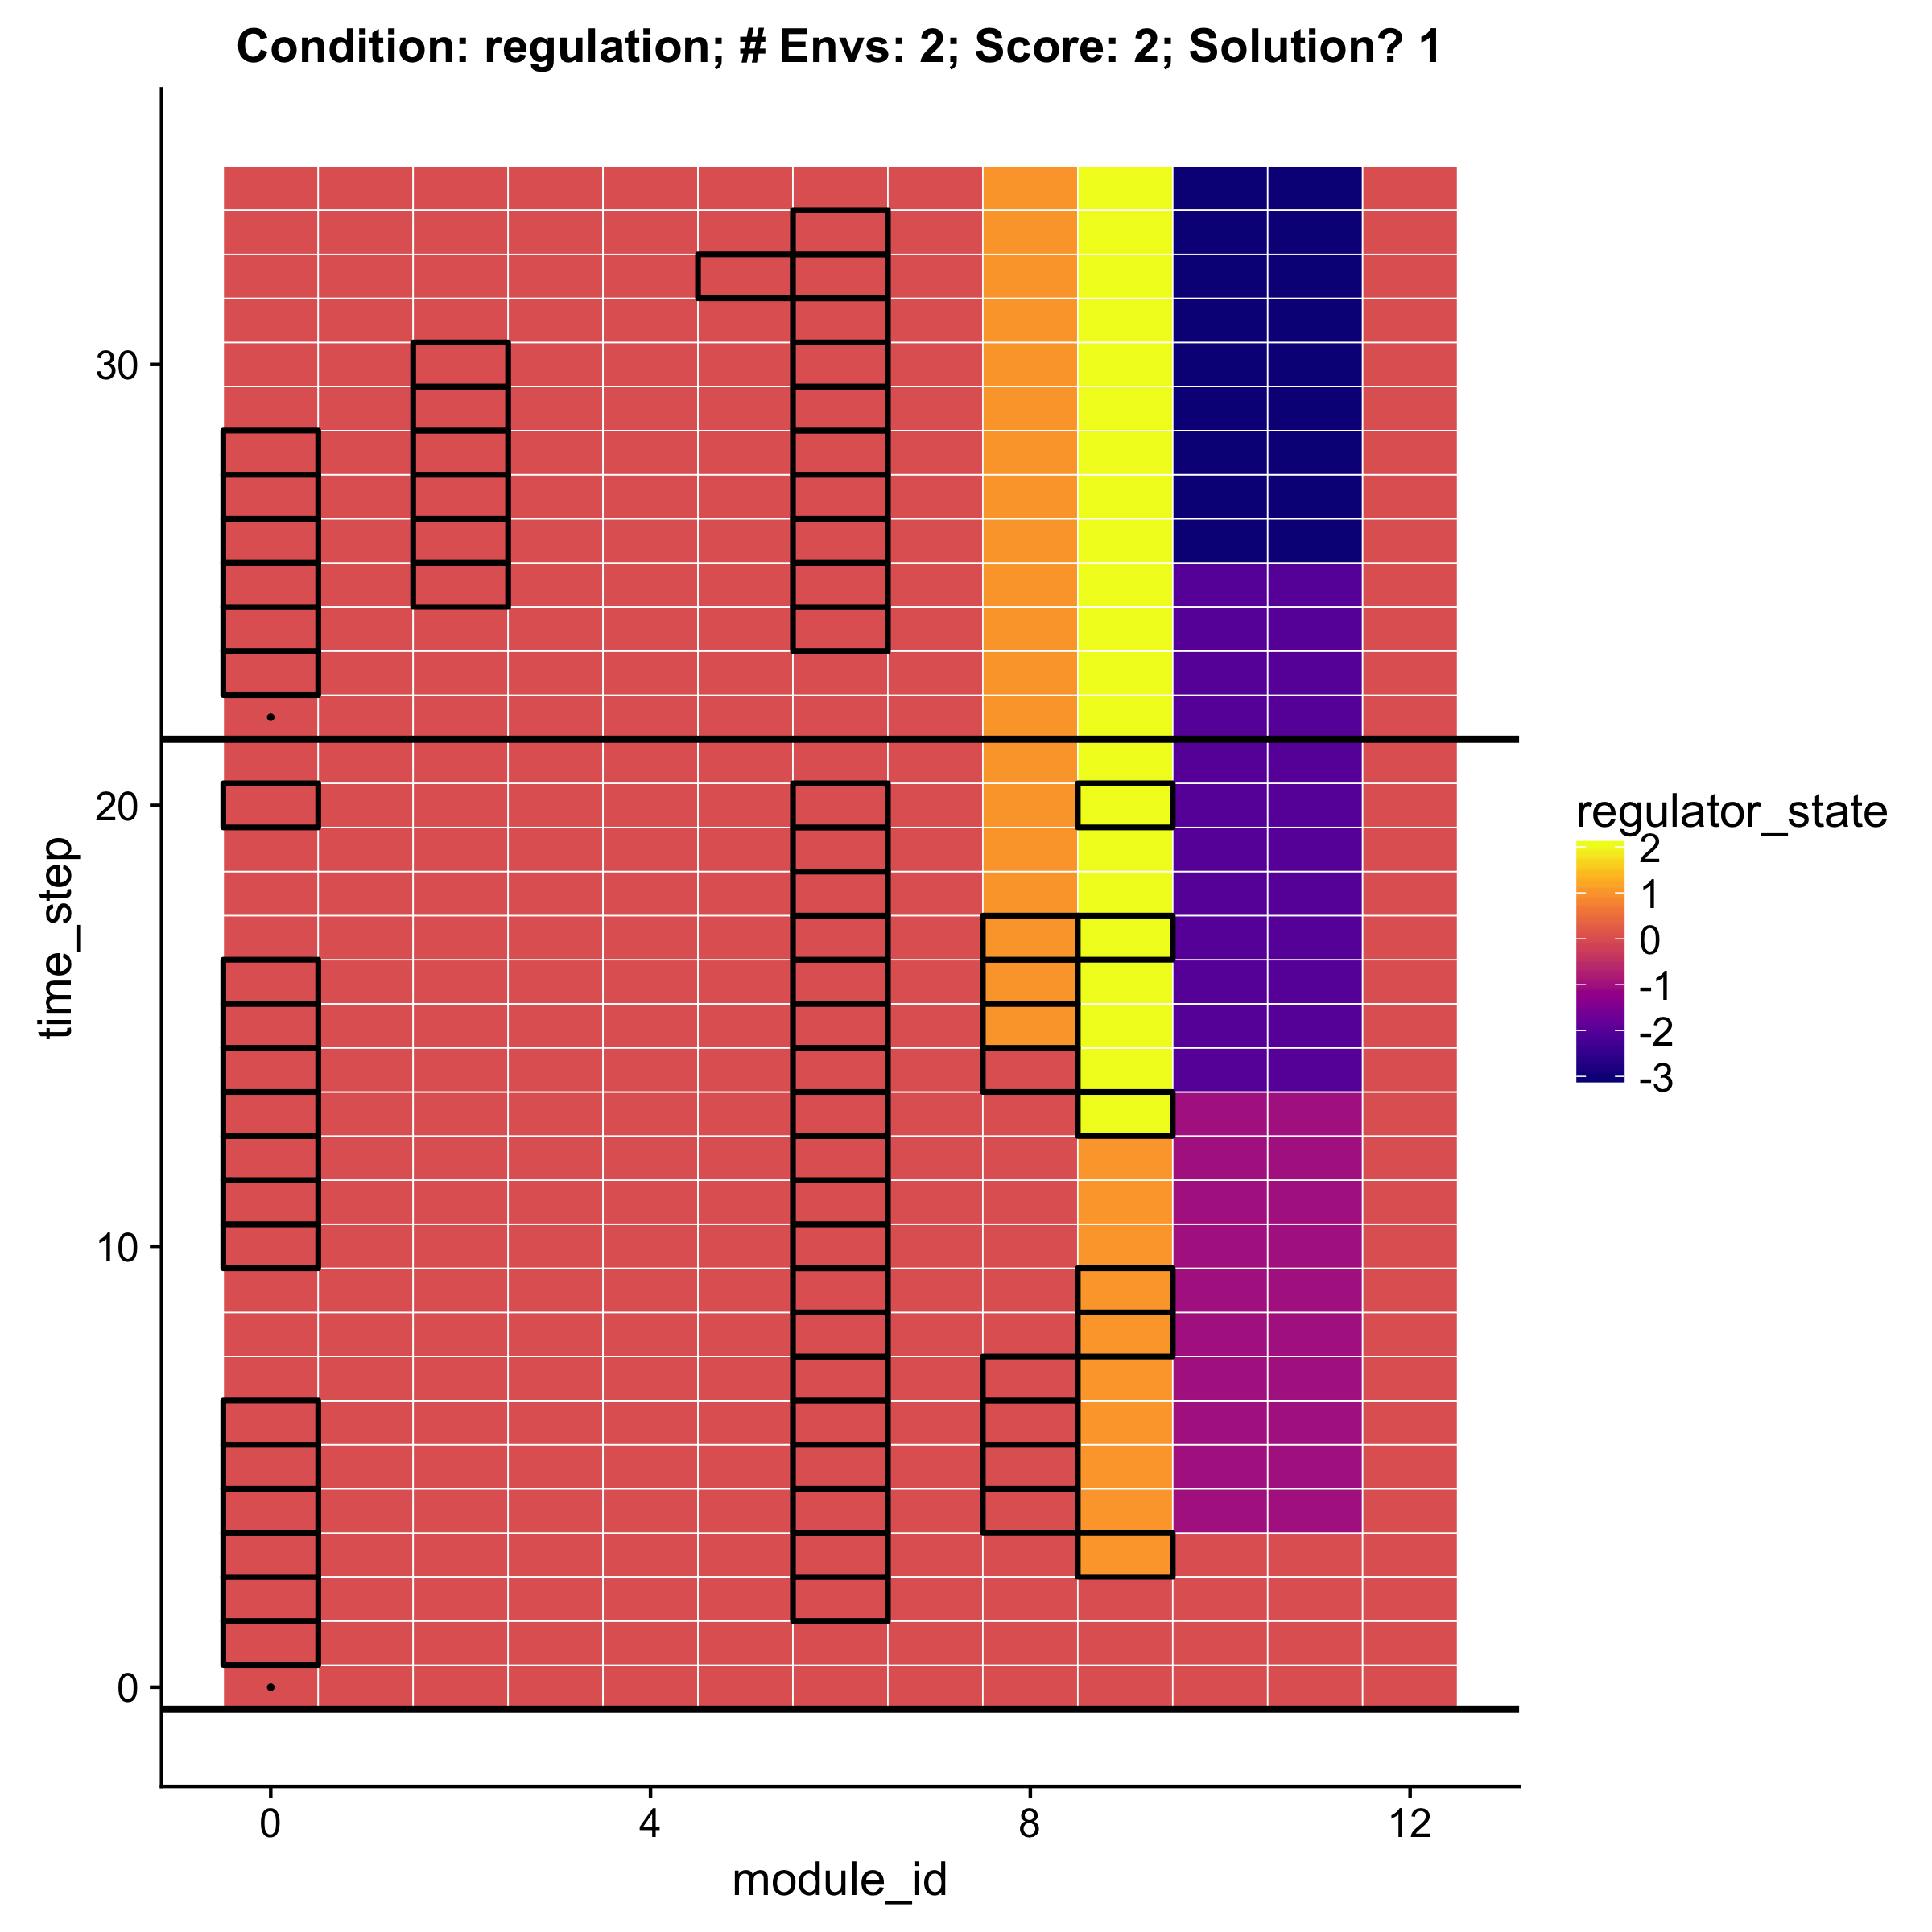 Condition: regulation; # Envs: 2; Score: 2; Solution? 1
30
20
10
0
time_step
0 4 8 12
module_id
regulator_state
2
1
0
-1
-2
-3